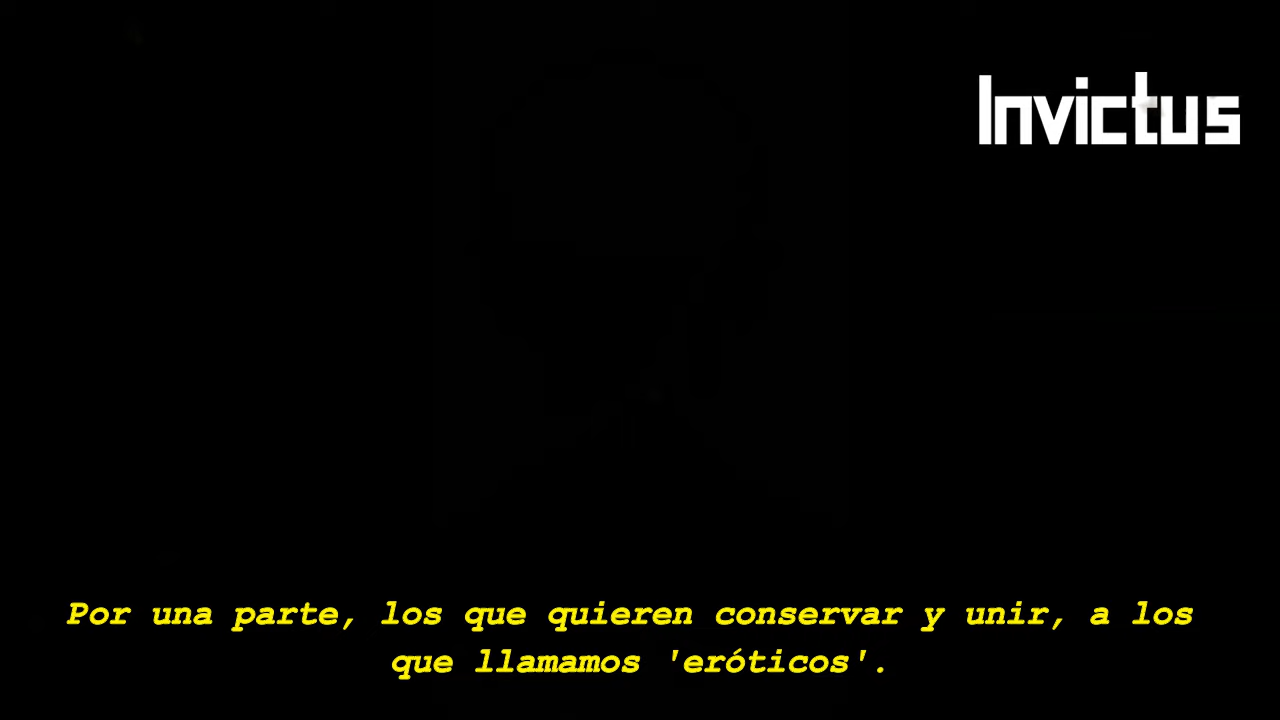 Invictus
Por una parte, los que quieren conservar y unir, a los
que llamamos 'eróticos'.